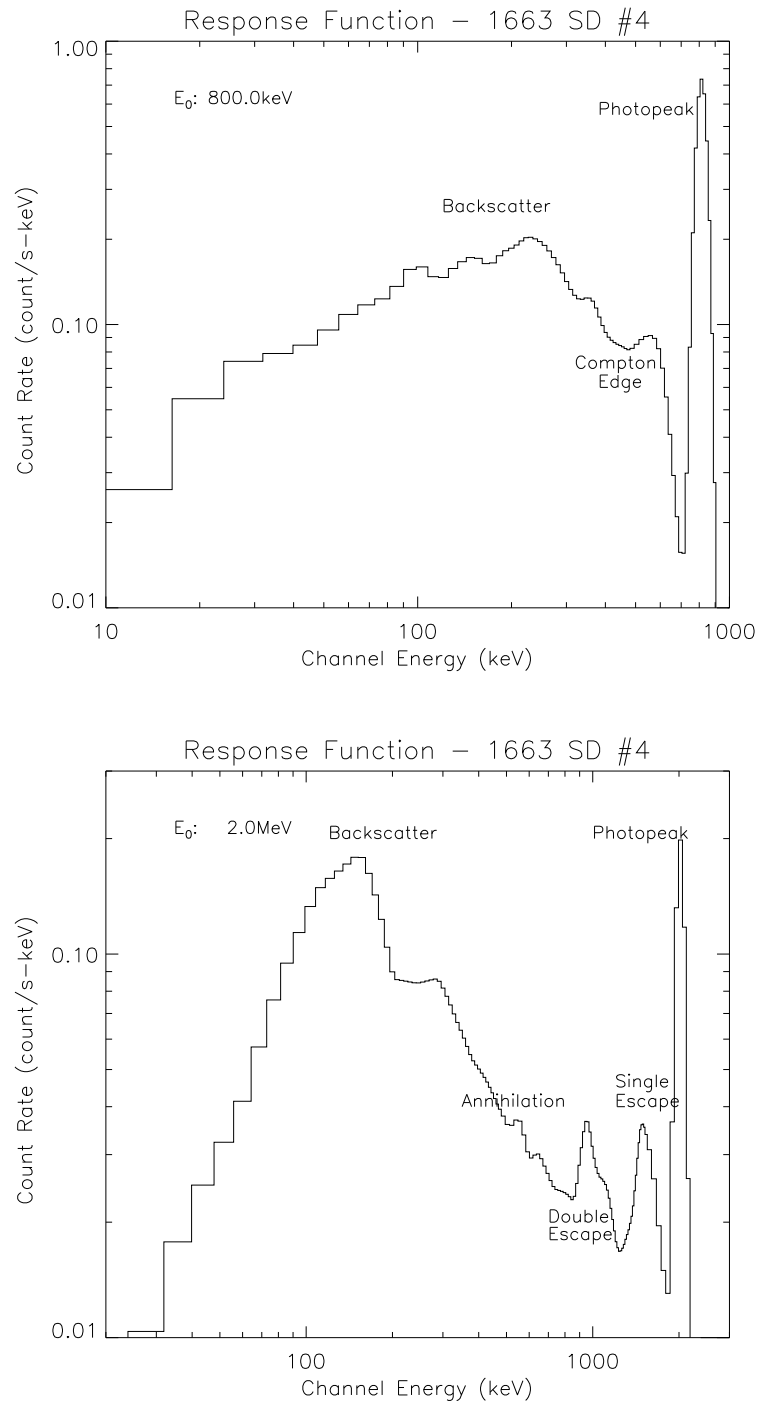 Response Function − 1663 SD #4
1.00
E0: 800.0keV
Photopeak
Backscatter
Count Rate (count/s−keV)
0.10
Compton
Edge
0.01
10
100
1000
Channel Energy (keV)
Response Function − 1663 SD #4
E0: 2.0MeV
Backscatter
Photopeak
Count Rate (count/s−keV)
0.10
Single
Escape
Annihilation
Double
Escape
0.01
100
1000
Channel Energy (keV)